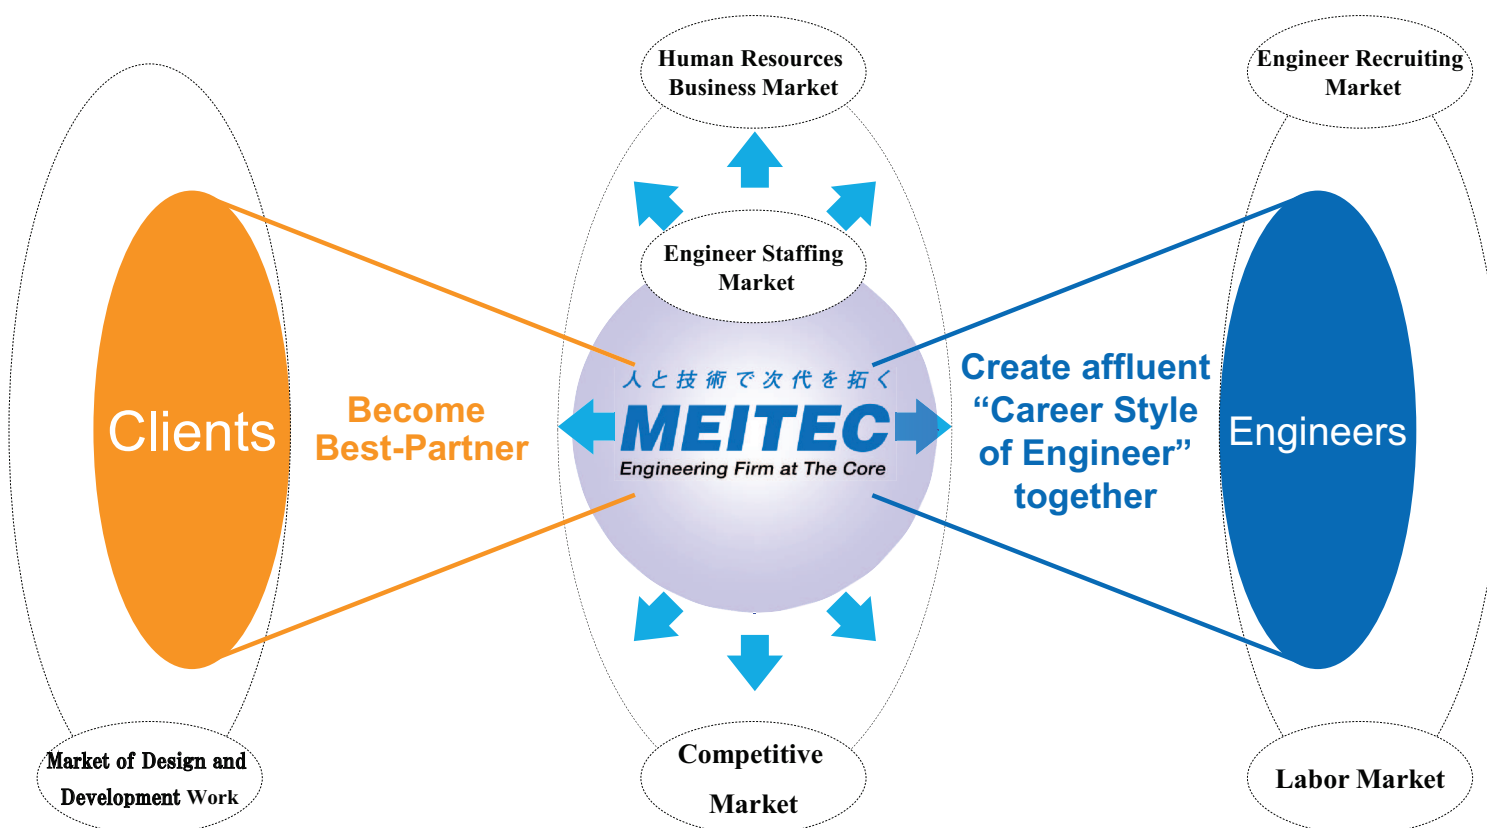 Human Resources
Business Market
Engineer Recruiting
Market
Engineer Staffing
Market
Clients
Become
Best-Partner
人と技術で次代を拓く
MEITEC
Engineering Firm at The Core
Create affluent
“Career Style
of Engineer”
together
Engineers
Market of Design and
Development Work
Competitive
Market
Labor Market